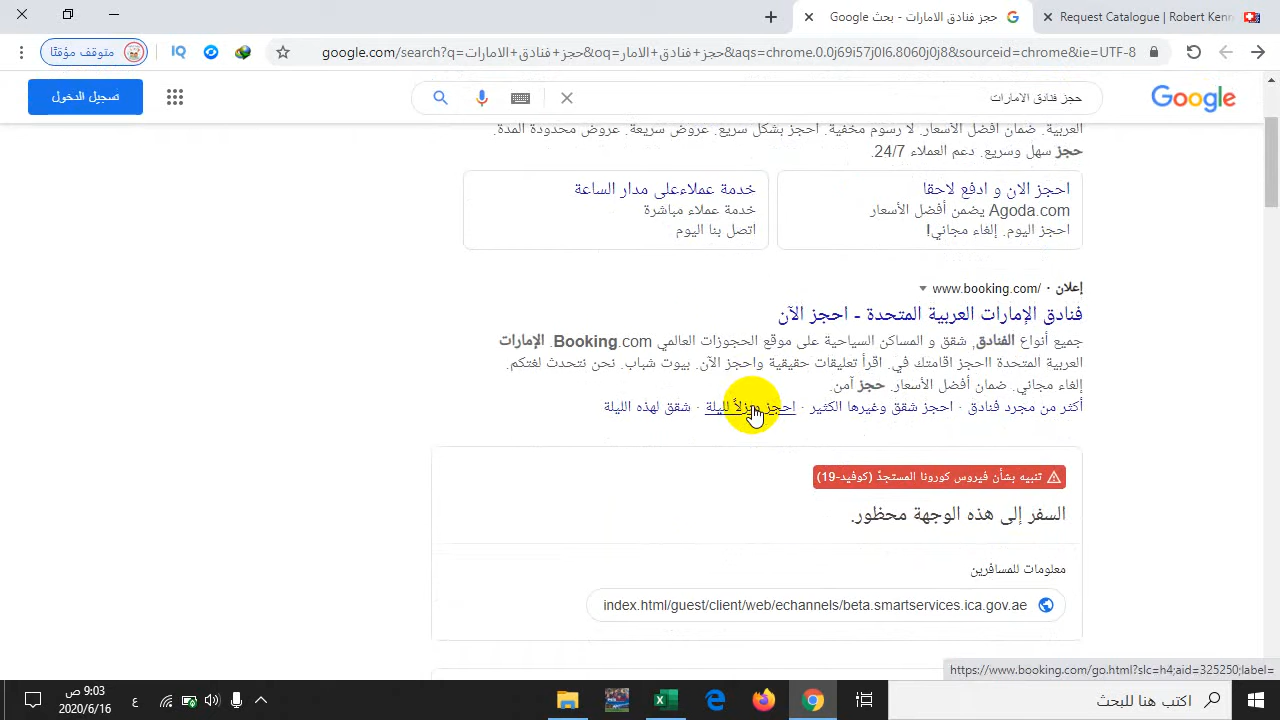 حجز فنادق الامارات - بحث Google
Request Catalogue | Robert Kenn
متوقف مؤقتًا
google.com/search?q=حجز+فنادق+الامارات&oq=حجز+فنادق+الامار&aqs=chrome.0.0l69i57j0l6.8060j0j8&sourceid=chrome&ie=UTF-8
Google
حجز فنادق الامارات
تسجيل الدخول
العربية. ضمان افضل الأسعار. لا رسوم مخفية. احجز بشكل سريع. عروض سريعة. عروض محدودة المدة.
حجز سهل وسريع. دعم العملاء 24/7.
احجز الان و ادفع لاحقا
Agoda.com يضمن أفضل الأسعار
احجز اليوم. إلغاء مجاني!
خدمة عملاءعلى مدار الساعة
خدمة عملاء مباشرة
اتصل بنا اليوم
إعلان · www.booking.com/
فنادق الإمارات العربية المتحدة - احجز الآن
جميع أنواع الفنادق, شقق و المساكن السياحية على موقع الحجوزات العالمي Booking.com. الإمارات
العربية المتحدة ااحجز اقامتك في. اقرأ تعليقات حقيقية واحجز الآن. بيوت شباب. نحن نتحدث لغتكم.
إلغاء مجاني. ضمان أفضل الأسعار. حجز آمن.
أكثر من مجرد فنادق · احجز شقق وغيرها الكثير · احجز منزلاً لليلة · شقق لهذه الليلة
تنبيه بشأن فيروس كورونا المستجدّ (كوفيد-19)
السفر إلى هذه الوجهة محظور.
معلومات للمسافرين
index.html/guest/client/web/echannels/beta.smartservices.ica.gov.ae
https://www.booking.com/go.html?slc=h4;aid=325250;label=
اكتب هنا للبحث
ع
9:03 ص
2020/6/16